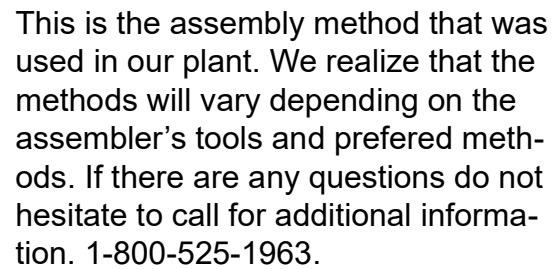 This is the assembly method that was
used in our plant. We realize that the
methods will vary depending on the
assembler’s tools and prefered meth-
ods. If there are any questions do not
hesitate to call for additional informa-
tion. 1-800-525-1963.